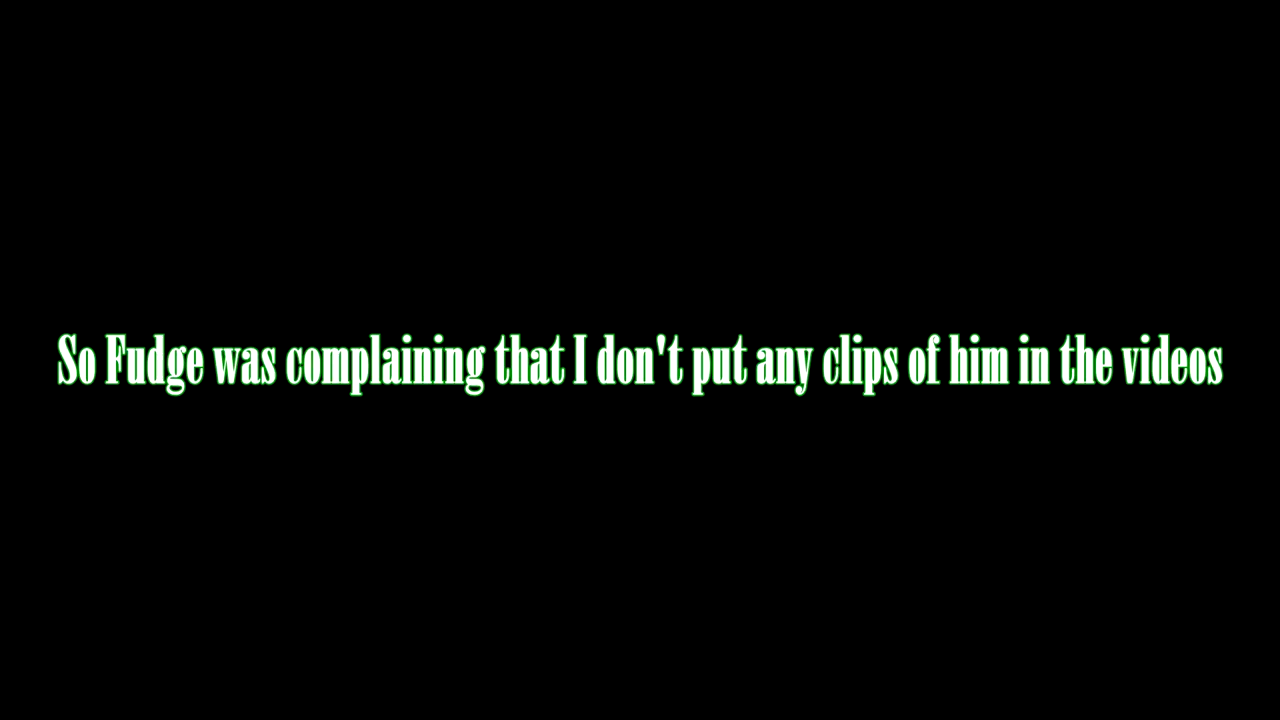 So Fudge was complaining that I don't put any clips of him in the videos